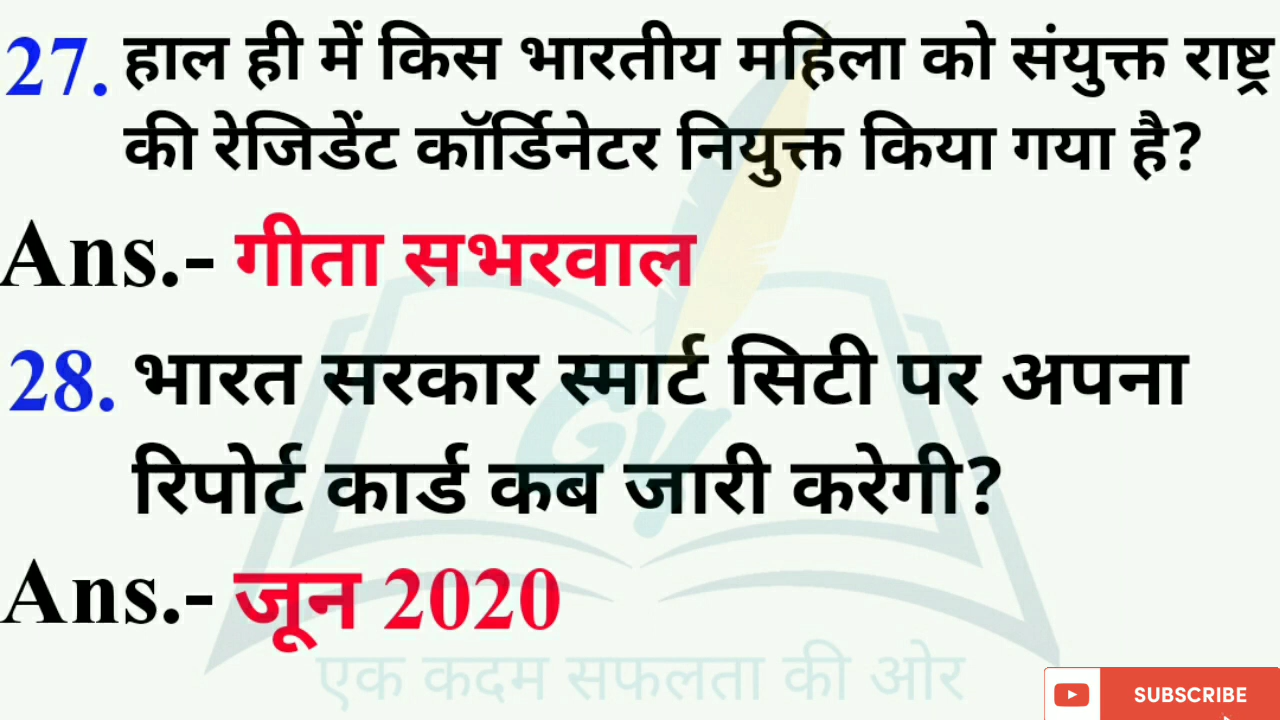 27. हाल ही में किस भारतीय महिला को संयुक्त राष्ट्र
की रेजिडेंट कॉर्डिनेटर नियुक्त किया गया है?
Ans.- गीता सभरवाल
28. भारत सरकार स्मार्ट सिटी पर अपना
रिपोर्ट कार्ड कब जारी करेगी?
Ans.- जून 2020
Gy
एक कदम सफलता की ओर
SUBSCRIBE